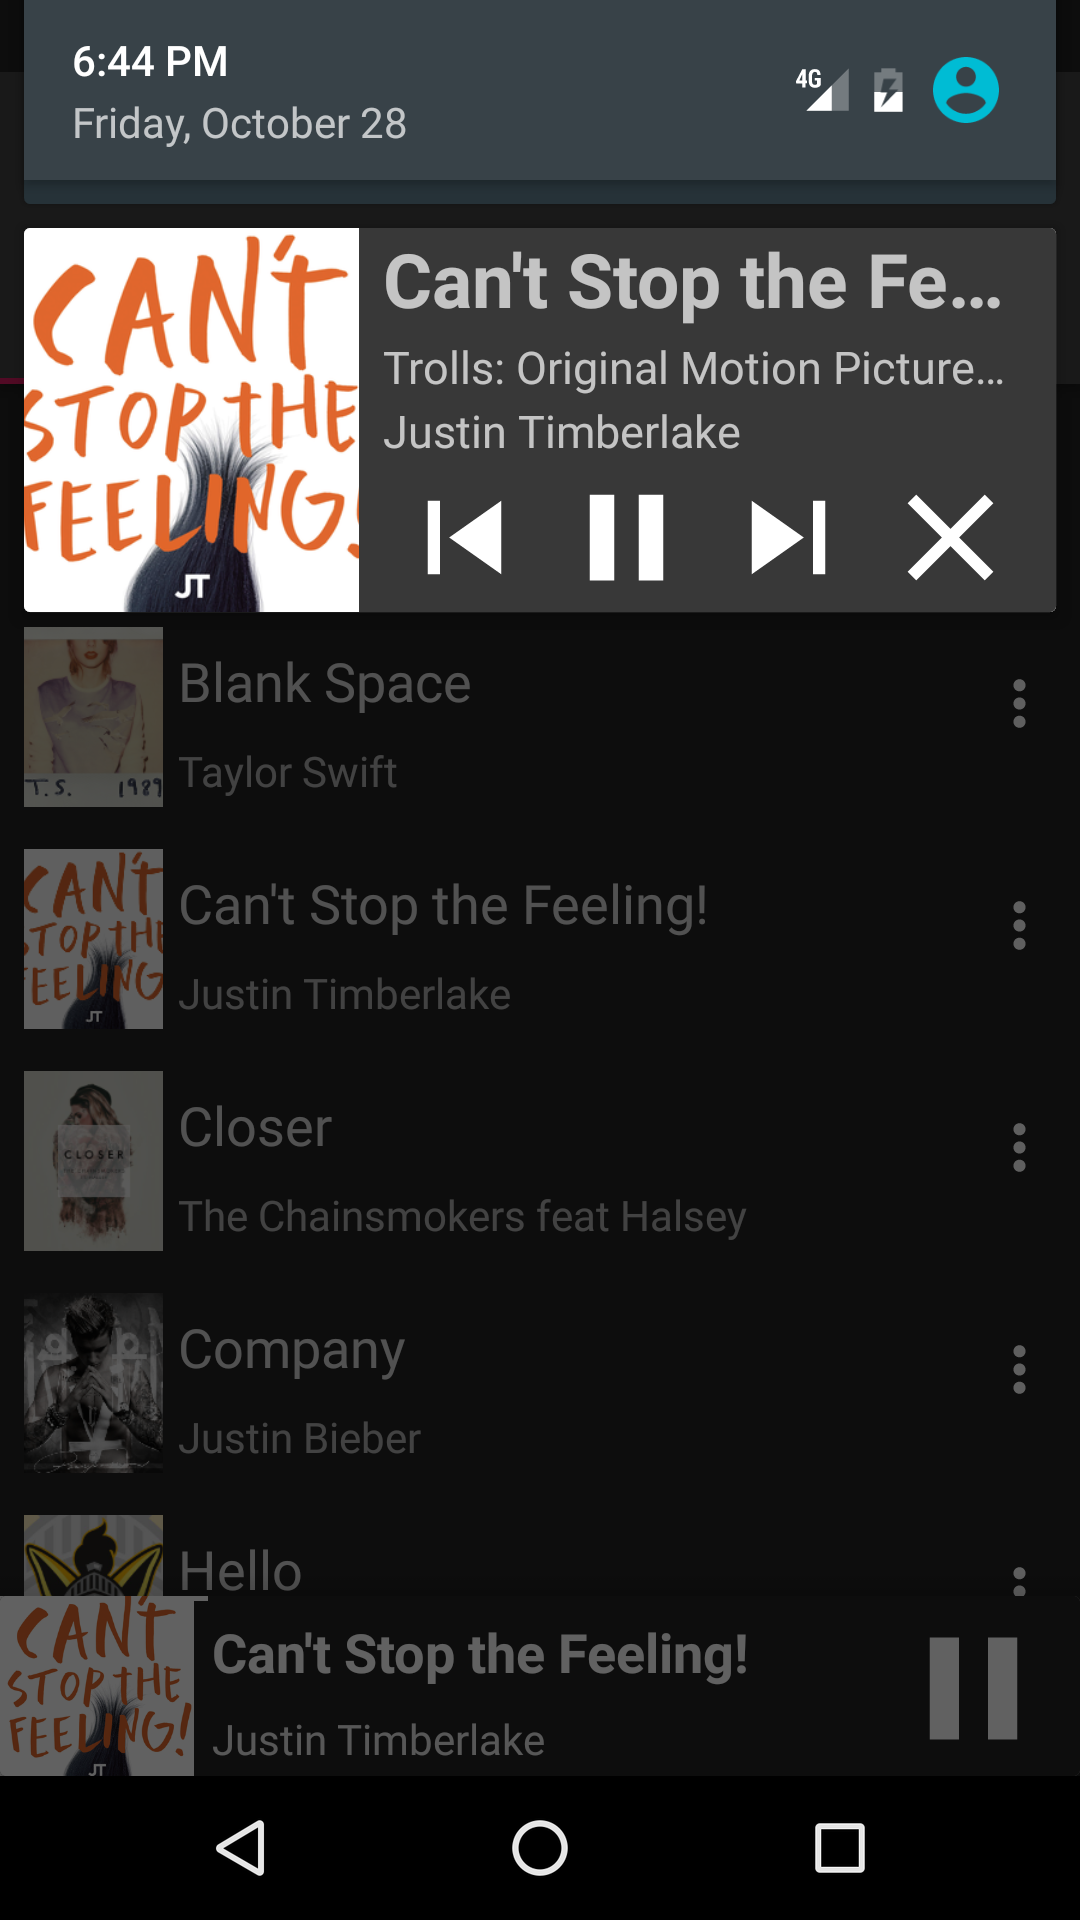 6:44 PM
Friday, October 28
4G
CAN'T
STOP THE
FEELING!
JT
Can't Stop the Fe...
Trolls: Original Motion Picture...
Justin Timberlake
T.S. 1989
Blank Space
Taylor Swift
CAN'T
STOP THE
FEELING
JT
Can't Stop the Feeling!
Justin Timberlake
CLOSER
Closer
The Chainsmokers feat Halsey
Company
Justin Bieber
Hello
CAN'T
STOP THE
FEELING!
JT
Can't Stop the Feeling!
Justin Timberlake